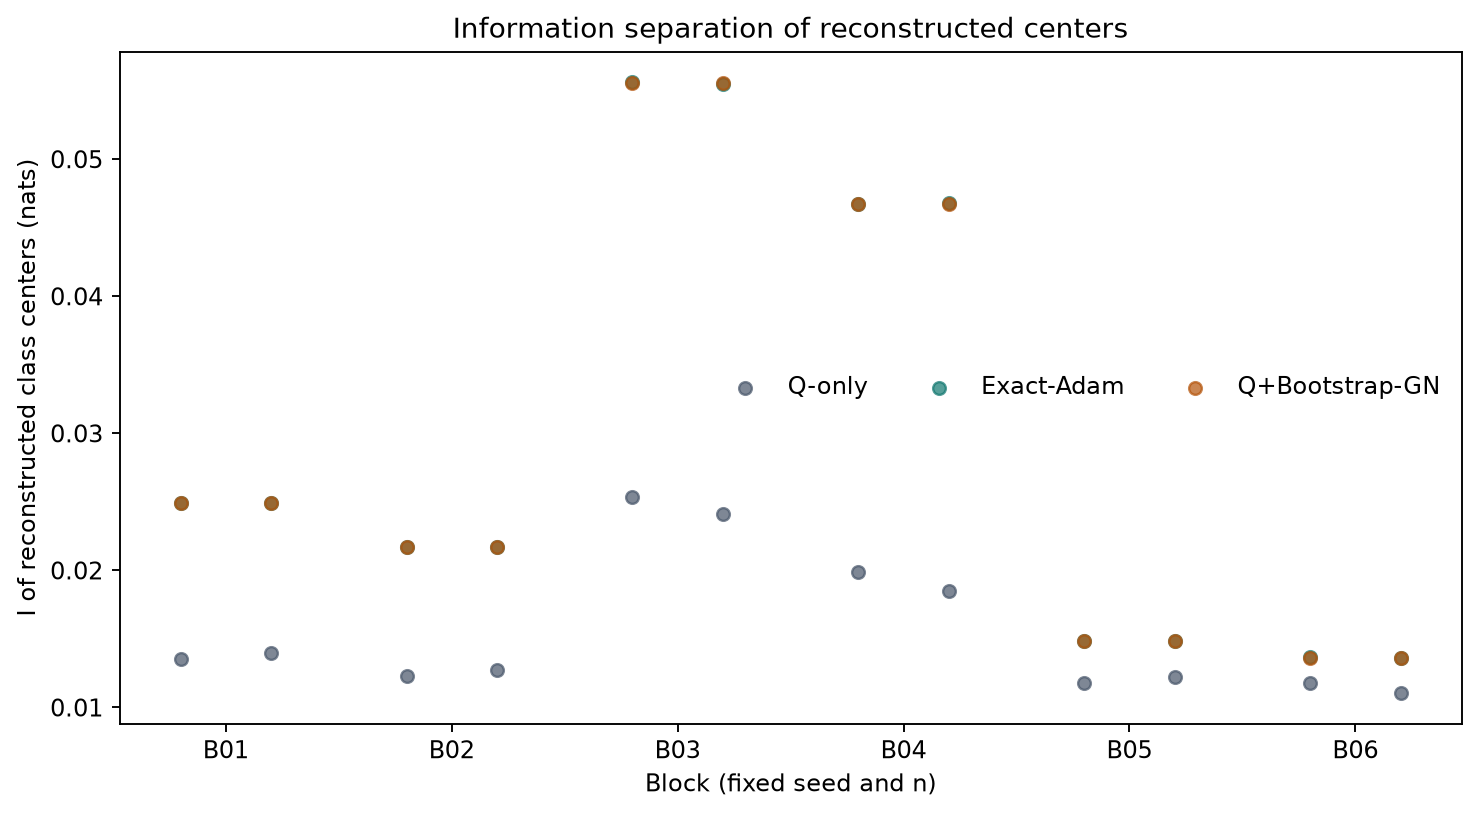 Information separation of reconstructed centers
I of reconstructed class centers (nats)
0.05
0.04
0.03
0.02
0.01
Q-only
Exact-Adam
Q+Bootstrap-GN
B01
B02
B03
B04
B05
B06
Block (fixed seed and n)